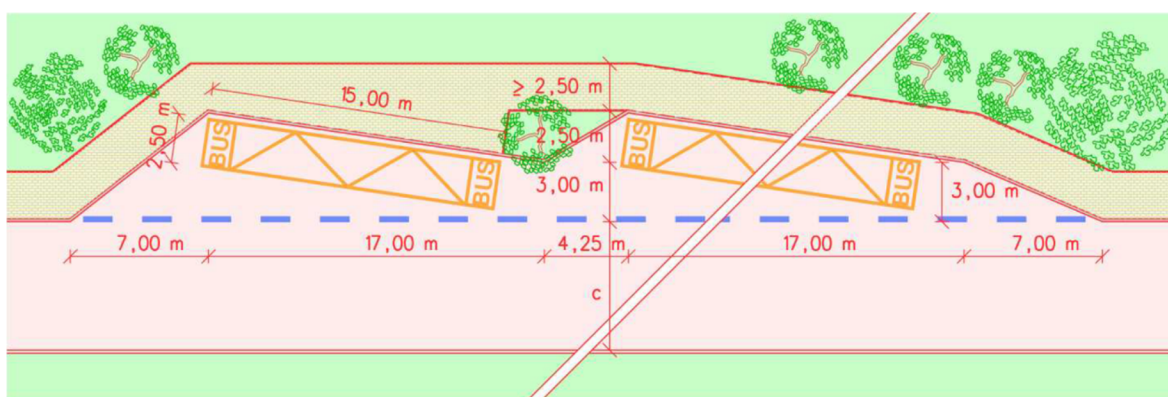 ≥ 2,50 m
15,00 m
2,50 m
2,50 m
BUS
BUS
BUS
BUS
3,00 m
3,00 m
7,00 m
17,00 m
4,25 m
17,00 m
7,00 m
c